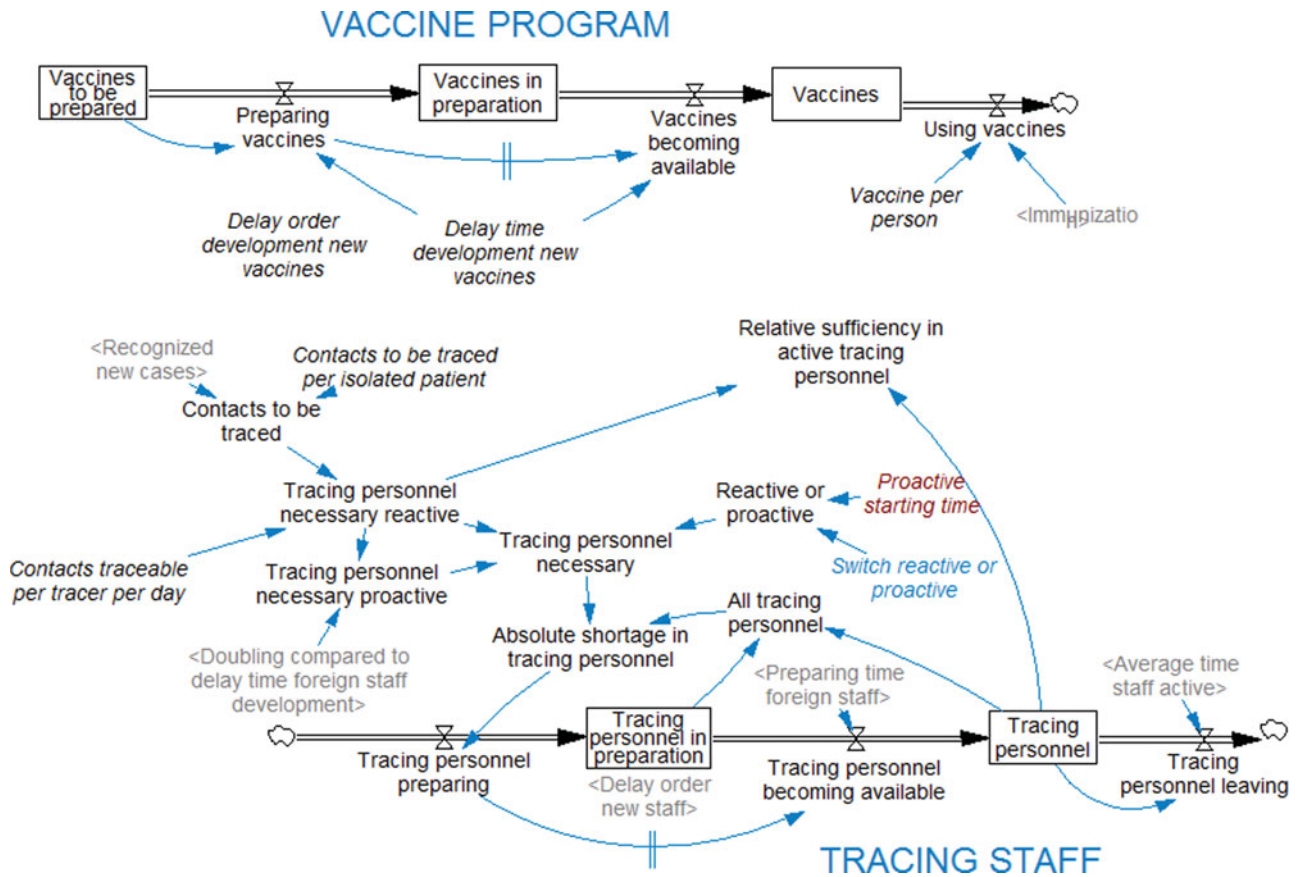 VACCINE PROGRAM
Vaccines
to be
prepared
Vaccines in
preparation
Vaccines
Preparing
vaccines
Vaccines
becoming
available
Using vaccines
Vaccine per
person
<Immunizatio
n>
Delay order
development new
vaccines
Delay time
development new
vaccines
Relative sufficiency in
active tracing
personnel
<Recognized
new cases>
Contacts to be traced
per isolated patient
Contacts to be
traced
Tracing personnel
necessary reactive
Reactive or
proactive
Proactive
starting time
Contacts traceable
per tracer per day
Tracing personnel
necessary proactive
Tracing personnel
necessary
Switch reactive or
proactive
All tracing
personnel
Absolute shortage in
tracing personnel
<Doubling compared to
delay time foreign staff
development>
<Preparing time
foreign staff>
<Average time
staff active>
Tracing
personnel in
preparation
Tracing
personnel
Tracing personnel
preparing
<Delay order
new staff>
Tracing personnel
becoming available
Tracing
personnel leaving
TRACING STAFF